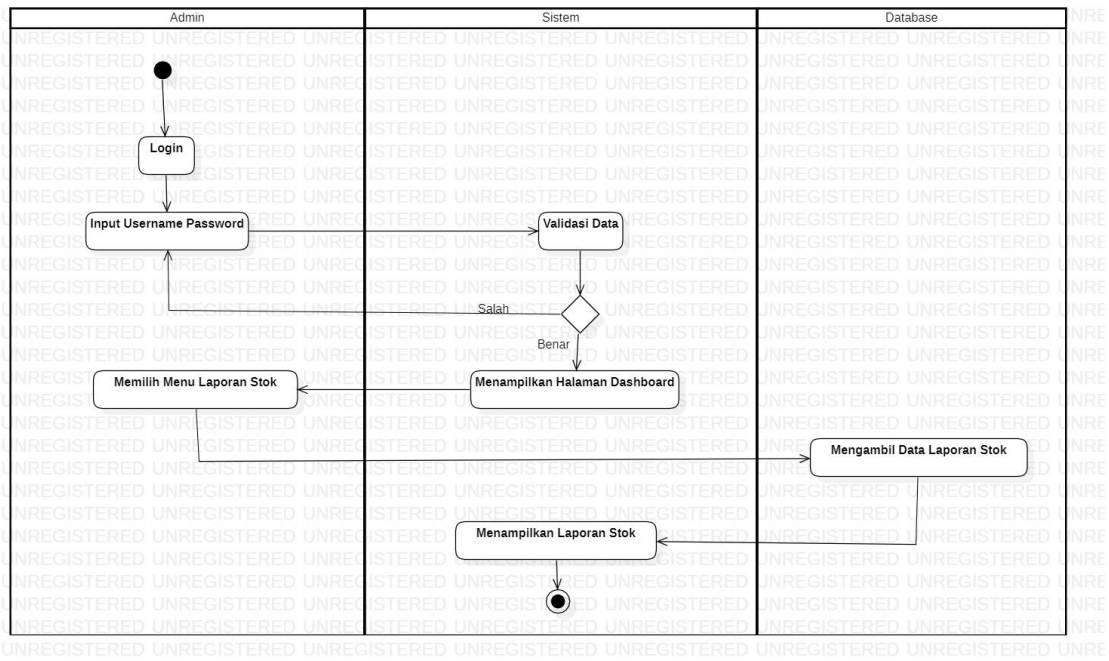 Admin
Sistem
Database
Login
Input Username Password
Validasi Data
Salah
Benar
Memilih Menu Laporan Stok
Menampilkan Halaman Dashboard
Mengambil Data Laporan Stok
Menampilkan Laporan Stok
UNREGISTERED